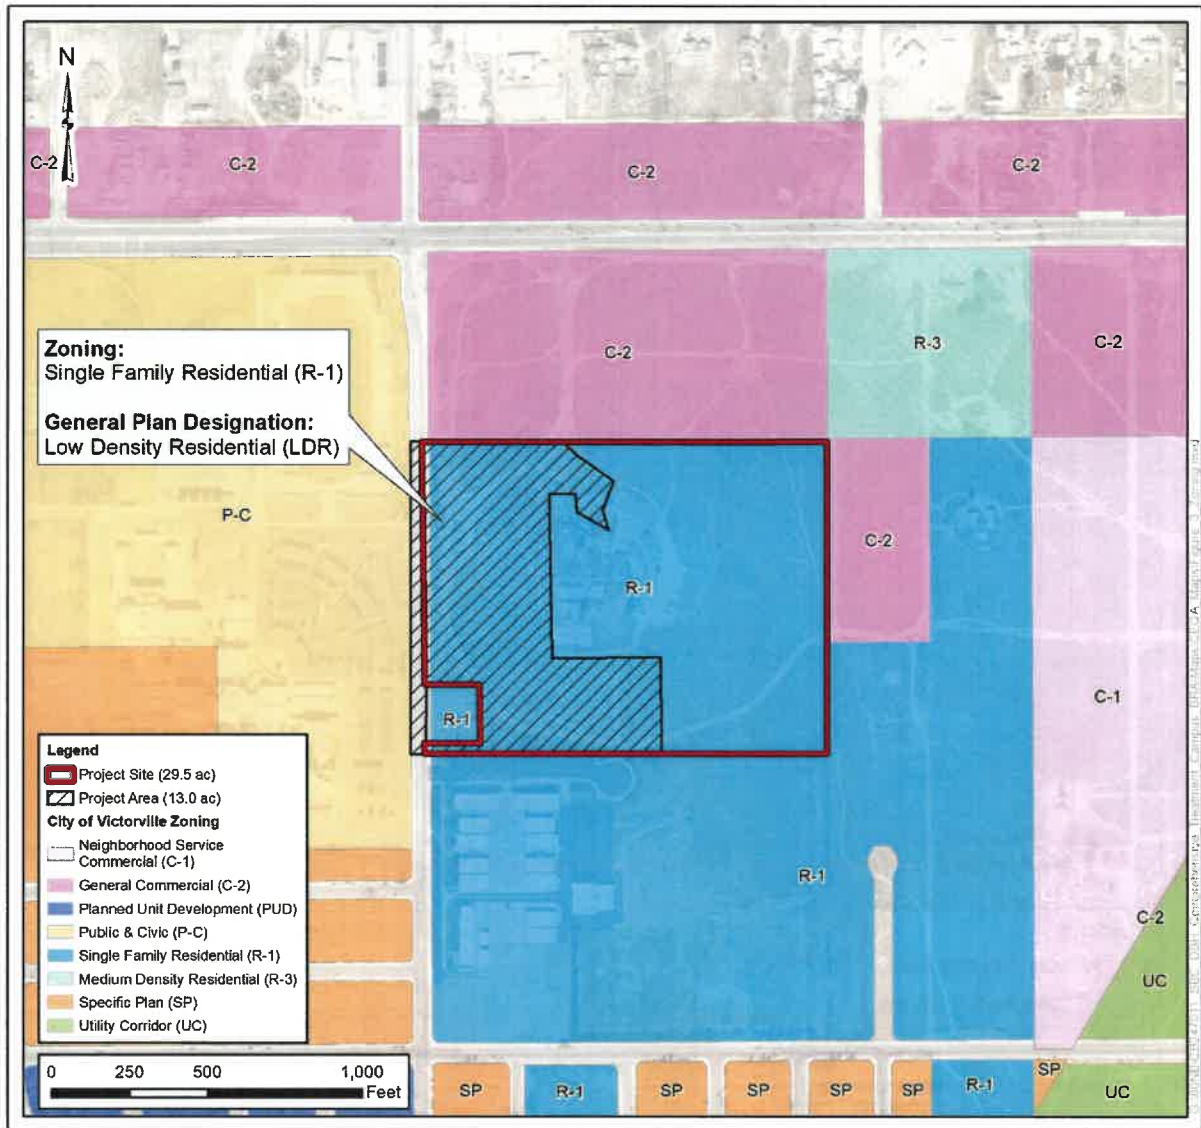 N
C-2
C-2
C-2
C-2
Zoning:
Single Family Residential (R-1)
General Plan Designation:
Low Density Residential (LDR)
C-2
R-3
C-2
P-C
C-2
R-1
R-1
C-1
R-1
C-2
UC
Legend
Project Site (29.5 ac)
Project Area (13.0 ac)
City of Victorville Zoning
Neighborhood Service
Commercial (C-1)
General Commercial (C-2)
Planned Unit Development (PUD)
Public & Civic (P-C)
Single Family Residential (R-1)
Medium Density Residential (R-3)
Specific Plan (SP)
Utility Corridor (UC)
0 250 500 1,000
Feet
SP
R-1
SP
SP
SP
SP
R-1
SP
UC